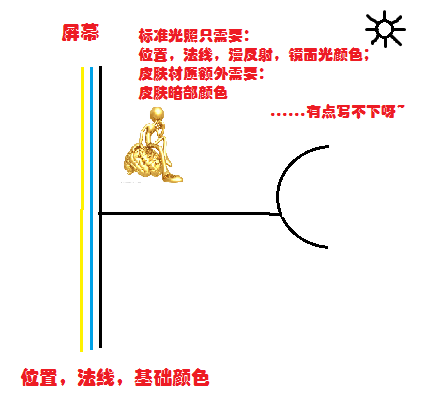 屏幕
标准光照只需要：
位置，法线，漫反射，镜面光颜色；
皮肤材质额外需要：
皮肤暗部颜色
……有点写不下呀~
位置，法线，基础颜色